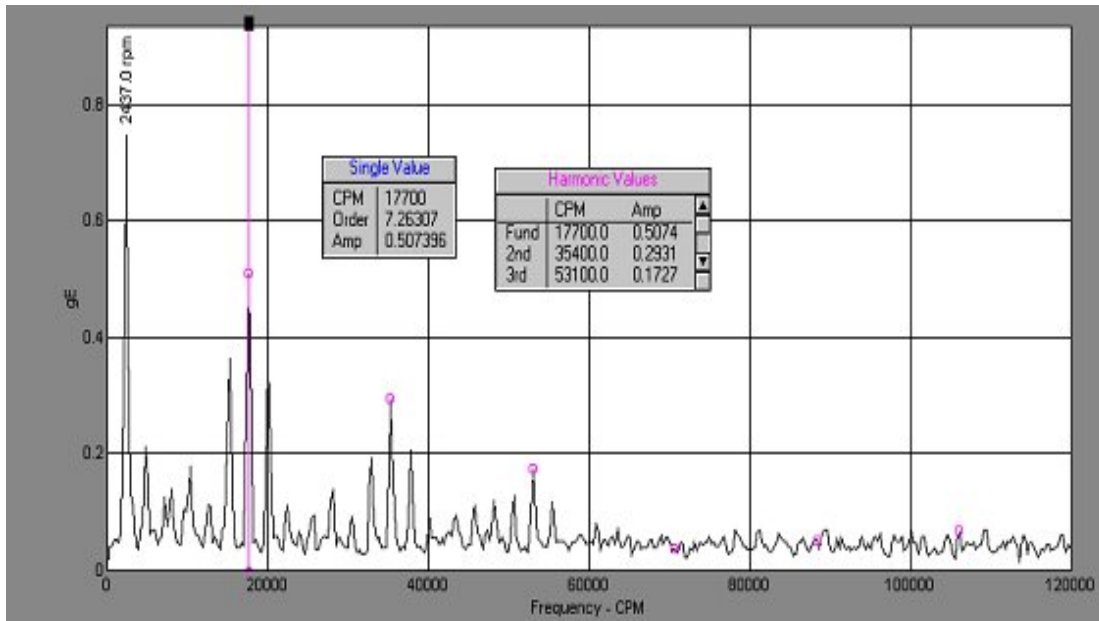 2437.0 rpm
0.8
0.6
0.4
0.2
0
gE
Single Value
CPM 17700
Order 7.26307
Amp 0.507396
Harmonic Values
CPM Amp
Fund 17700.0 0.5074
2nd 35400.0 0.2931
3rd 53100.0 0.1727
0 20000 40000 60000 80000 100000 120000
Frequency - CPM